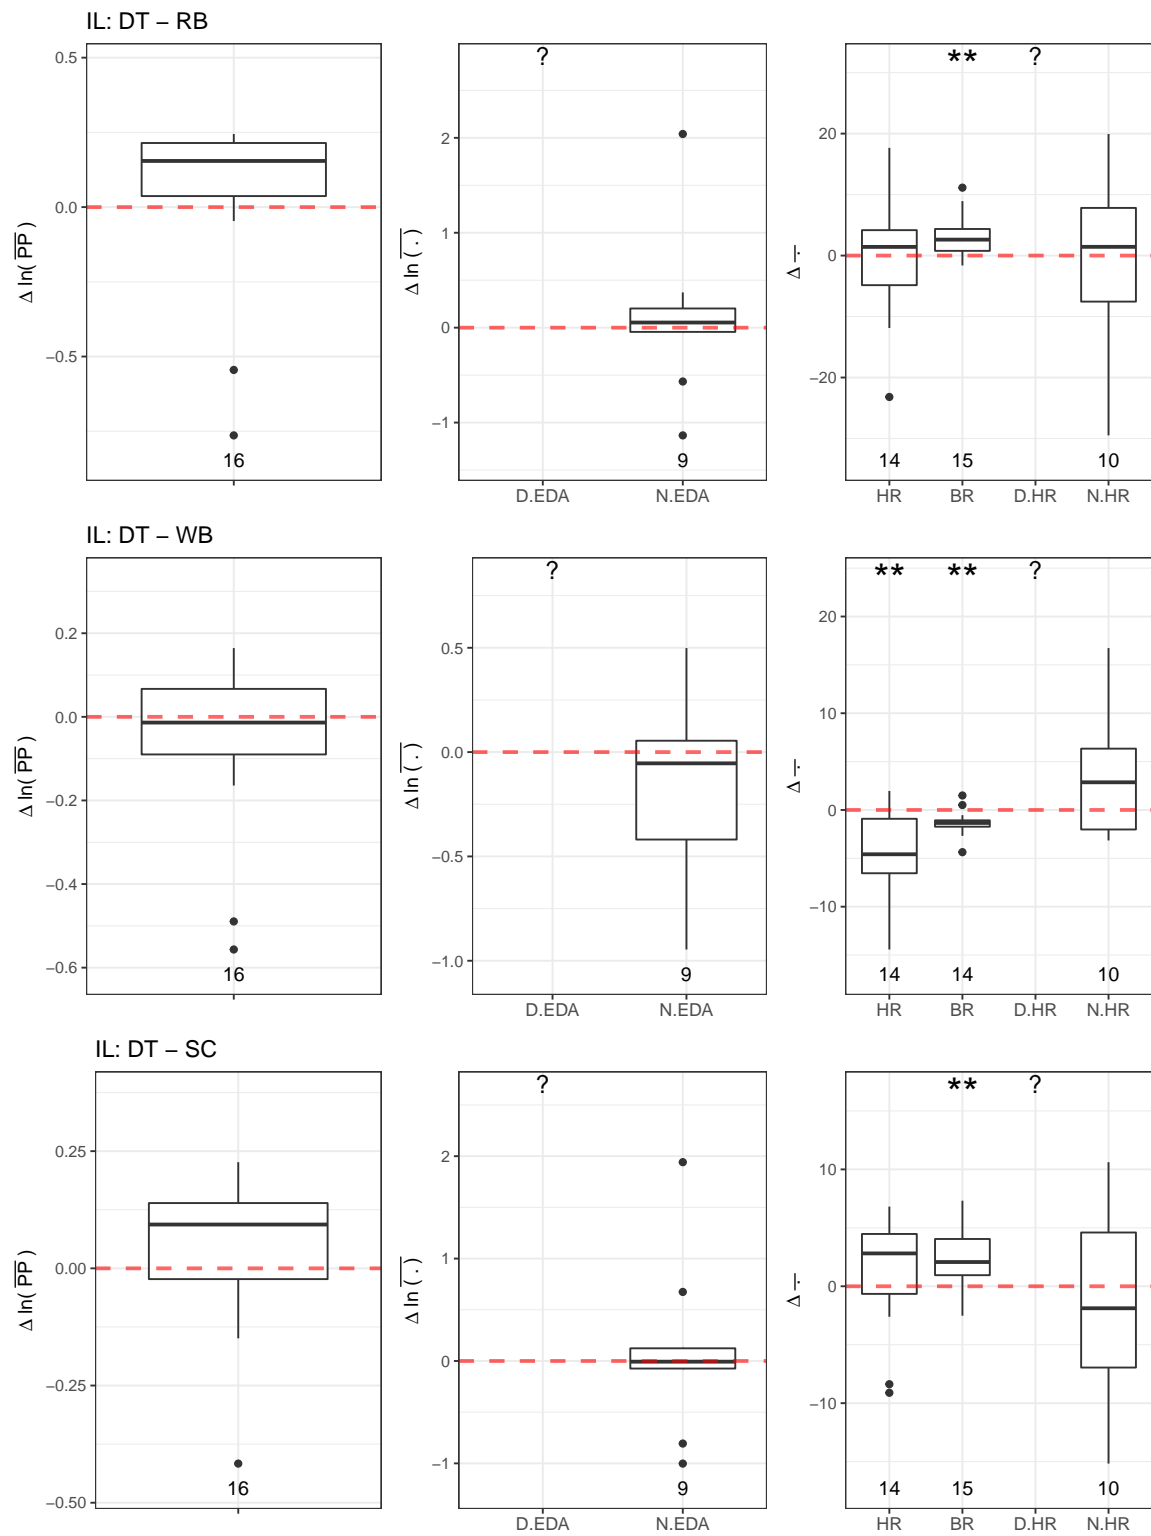 IL: DT − RB
Δ ln( PP )
0.5
0.0
−0.5
16
Δ ln ( . )
2
1
0
−1
?
9
D.EDA N.EDA
Δ .
20
0
−20
** ?
14 15 10
HR BR D.HR N.HR
IL: DT − WB
Δ ln( PP )
0.2
0.0
−0.2
−0.4
−0.6
16
Δ ln ( . )
0.5
0.0
−0.5
−1.0
?
9
D.EDA N.EDA
Δ .
20
10
0
−10
** ** ?
14 14 10
HR BR D.HR N.HR
IL: DT − SC
Δ ln( PP )
0.25
0.00
−0.25
−0.50
16
Δ ln ( . )
2
1
0
−1
?
9
D.EDA N.EDA
Δ .
10
0
−10
** ?
14 15 10
HR BR D.HR N.HR